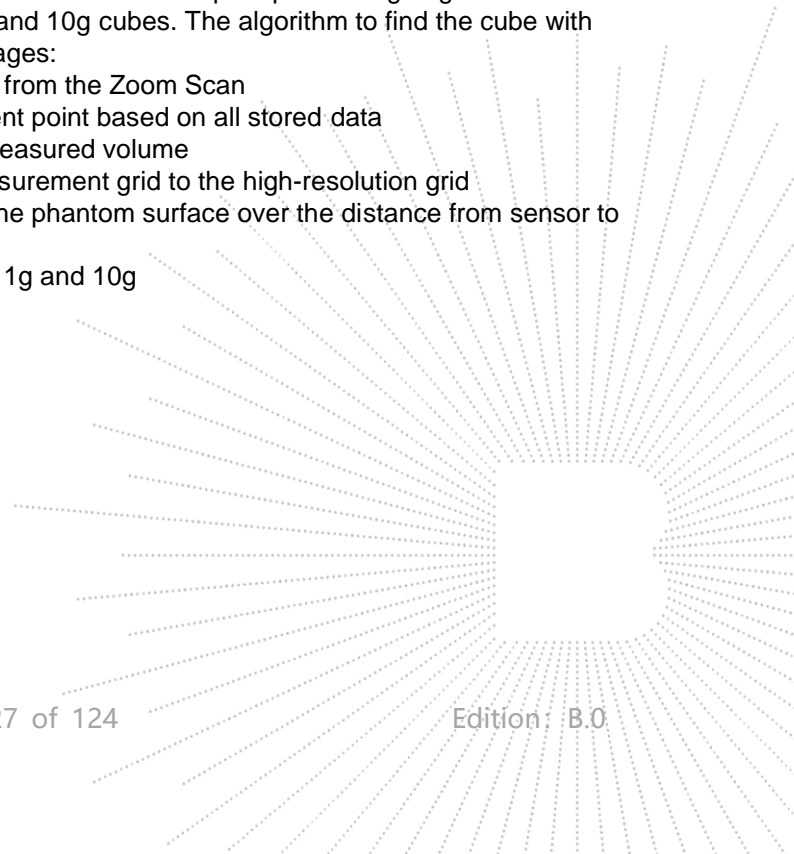 and 10g cubes. The algorithm to find the cube with
ages:
from the Zoom Scan
ent point based on all stored data
easured volume
surement grid to the high-resolution grid
he phantom surface over the distance from sensor to
1g and 10g
27 of 124
Edition: B.0